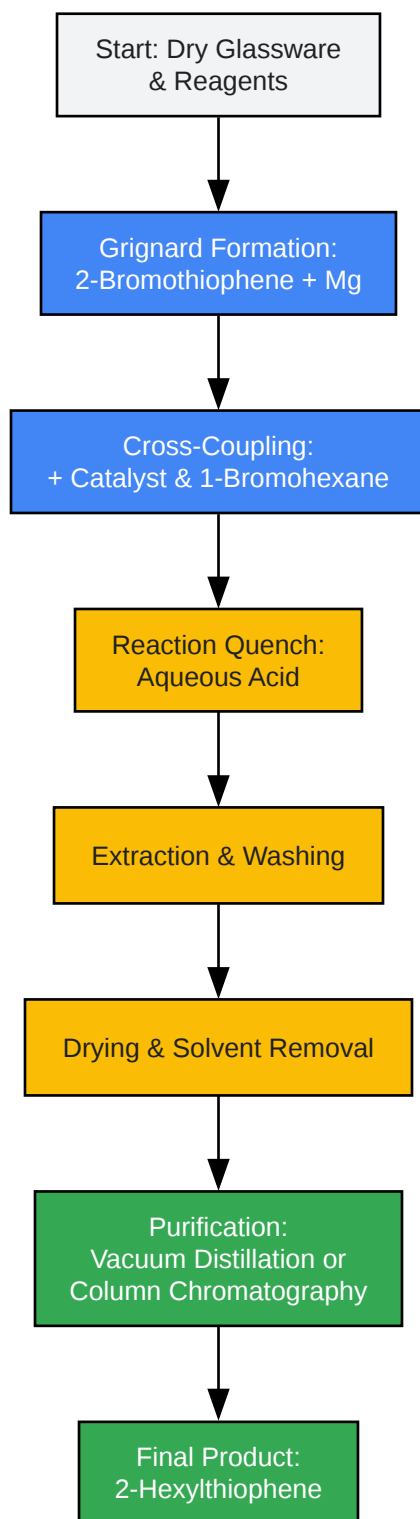 Start: Dry Glassware
& Reagents
Grignard Formation:
2-Bromothiophene + Mg
Cross-Coupling:
+ Catalyst & 1-Bromohexane
Reaction Quench:
Aqueous Acid
Extraction & Washing
Drying & Solvent Removal
Purification:
Vacuum Distillation or
Column Chromatography
Final Product:
2-Hexylthiophene